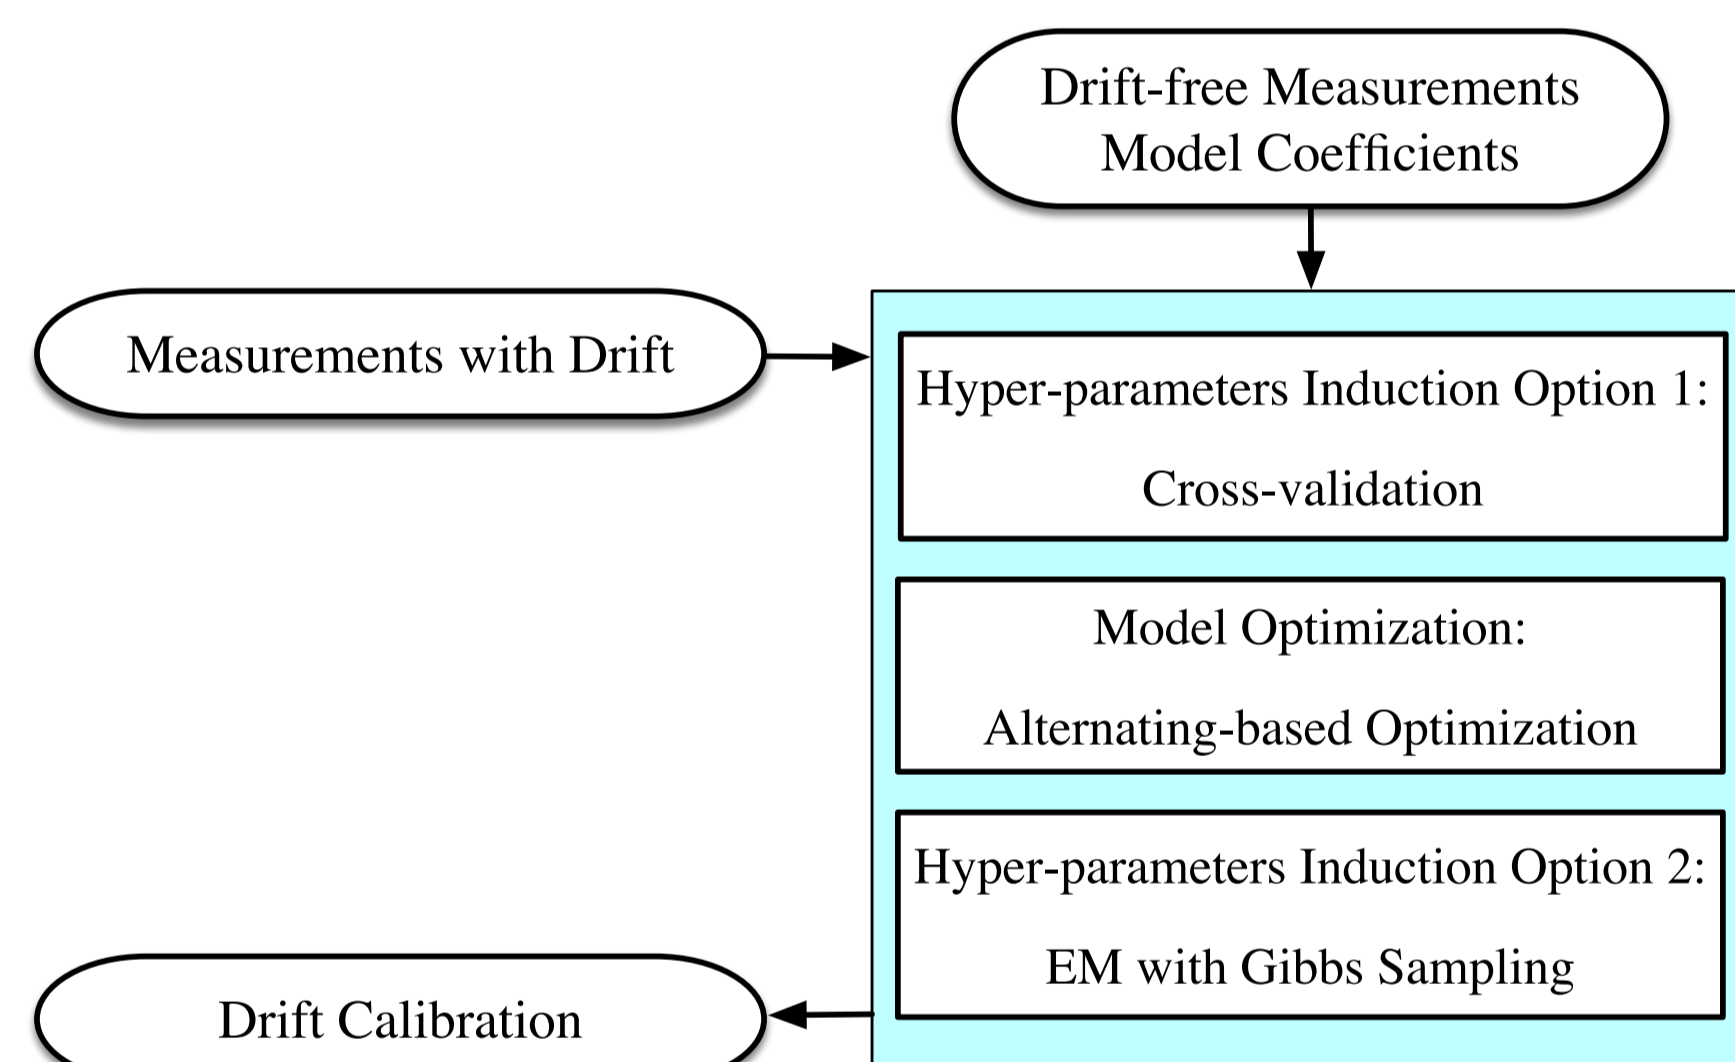 Drift-free Measurements
Model Coefficients
Measurements with Drift
Hyper-parameters Induction Option 1:
Cross-validation
Model Optimization:
Alternating-based Optimization
Hyper-parameters Induction Option 2:
EM with Gibbs Sampling
Drift Calibration